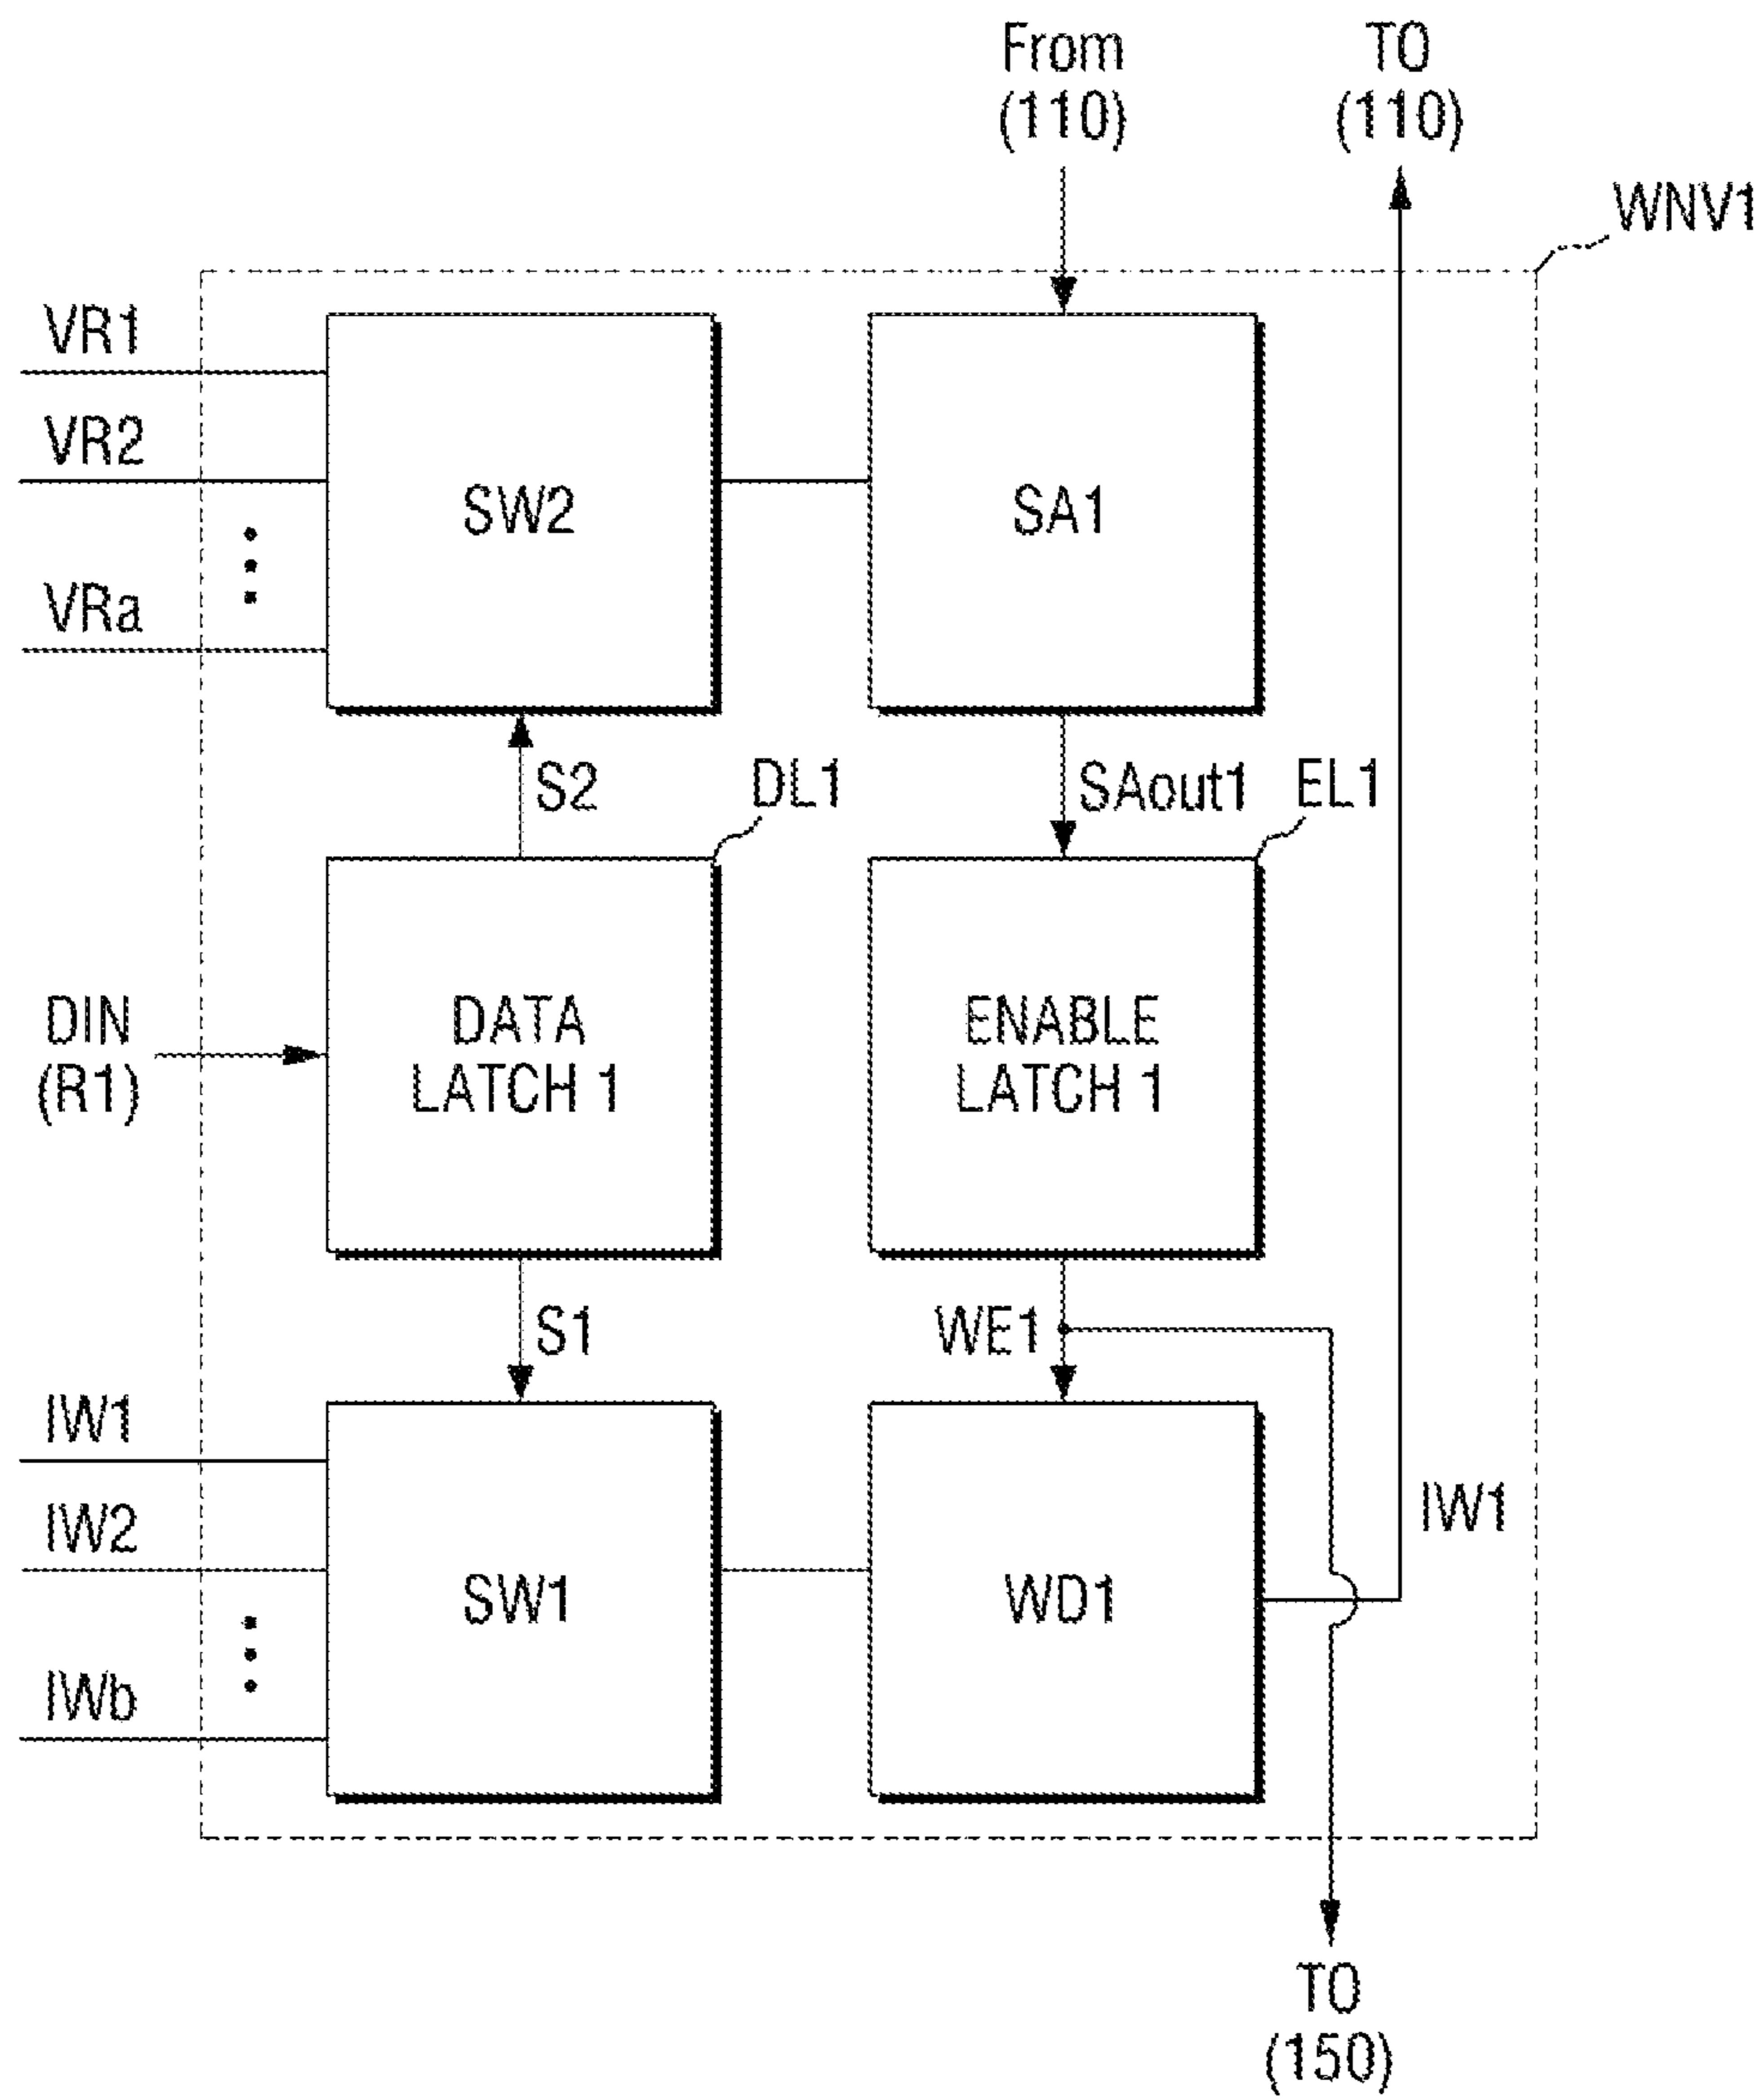 From
(110)
TO
(110)
WNV1
VR1
VR2
VRa
SW2
SA1
S2
DL1
SAout1
EL1
DIN
(R1)
DATA
LATCH 1
ENABLE
LATCH 1
S1
WE1
IW1
IW2
IWb
SW1
WD1
IW1
TO
(150)